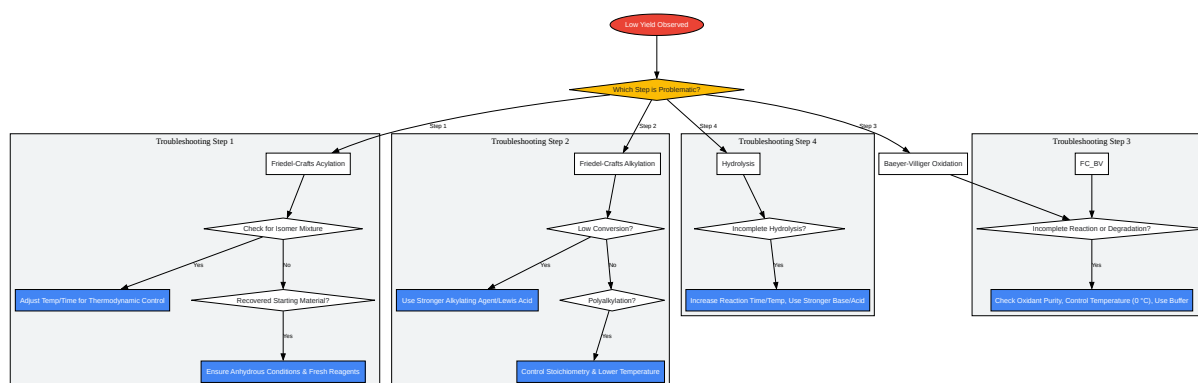 Low Yield Observed
Which Step is Problematic?
Step 1
Step 2
Step 4
Step 3
Troubleshooting Step 1
Friedel-Crafts Acylation
Check for Isomer Mixture
Yes
No
Adjust Temp/Time for Thermodynamic Control
Recovered Starting Material?
Yes
Ensure Anhydrous Conditions & Fresh Reagents
Troubleshooting Step 2
Friedel-Crafts Alkylation
Low Conversion?
Yes
No
Use Stronger Alkylating Agent/Lewis Acid
Polyalkylation?
Yes
Control Stoichiometry & Lower Temperature
Troubleshooting Step 4
Hydrolysis
Incomplete Hydrolysis?
Yes
Increase Reaction Time/Temp, Use Stronger Base/Acid
Baeyer-Villiger Oxidation
Troubleshooting Step 3
FC_BV
Incomplete Reaction or Degradation?
Yes
Check Oxidant Purity, Control Temperature (0 °C), Use Buffer